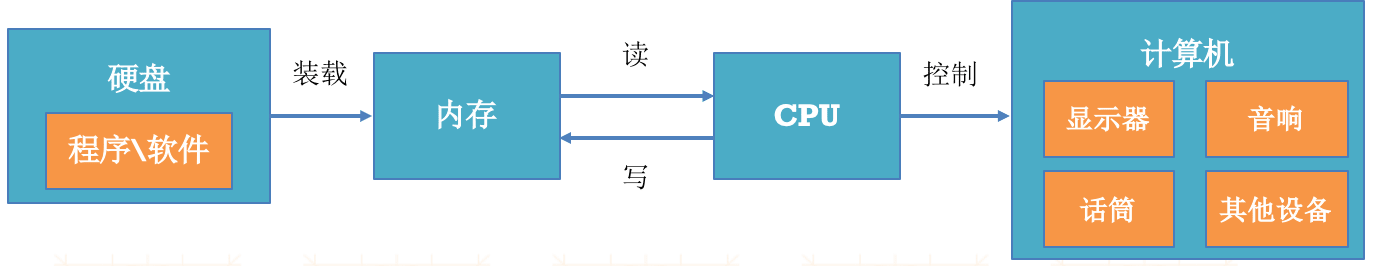 硬盘
程序\软件
装载
内存
读
写
CPU
控制
计算机
显示器
音响
话筒
其他设备